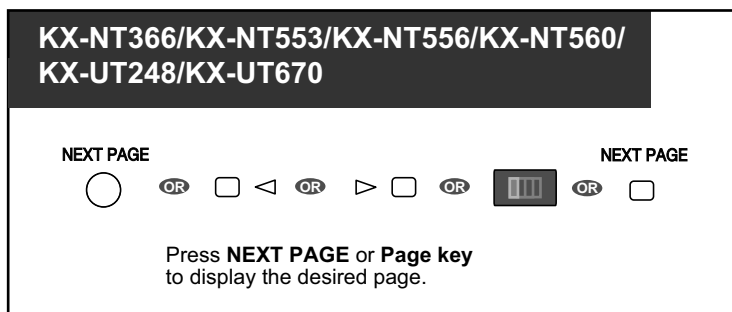 KX-NT366/KX-NT553/KX-NT556/KX-NT560/
KX-UT248/KX-UT670
NEXT PAGE NEXT PAGE
OR OR OR OR
Press NEXT PAGE or Page key
to display the desired page.